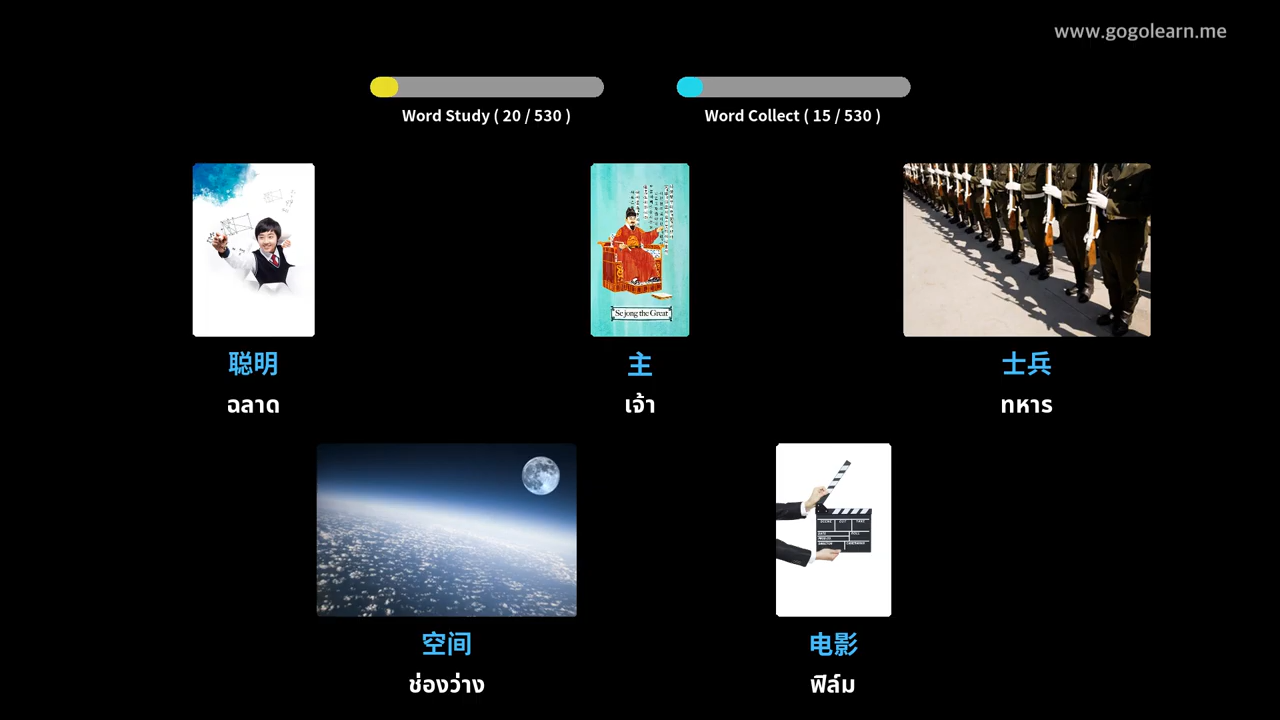 www.gogolearn.me
Word Study ( 20 / 530 )
Word Collect ( 15 / 530 )
Sejong the Great
聪明
主
士兵
ฉลาด
เจ้า
ทหาร
空间
电影
ช่องว่าง
ฟิล์ม